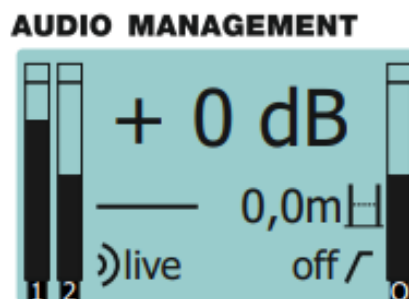 AUDIO MANAGEMENT
+ 0 dB
0,0m
live off
1 2 O